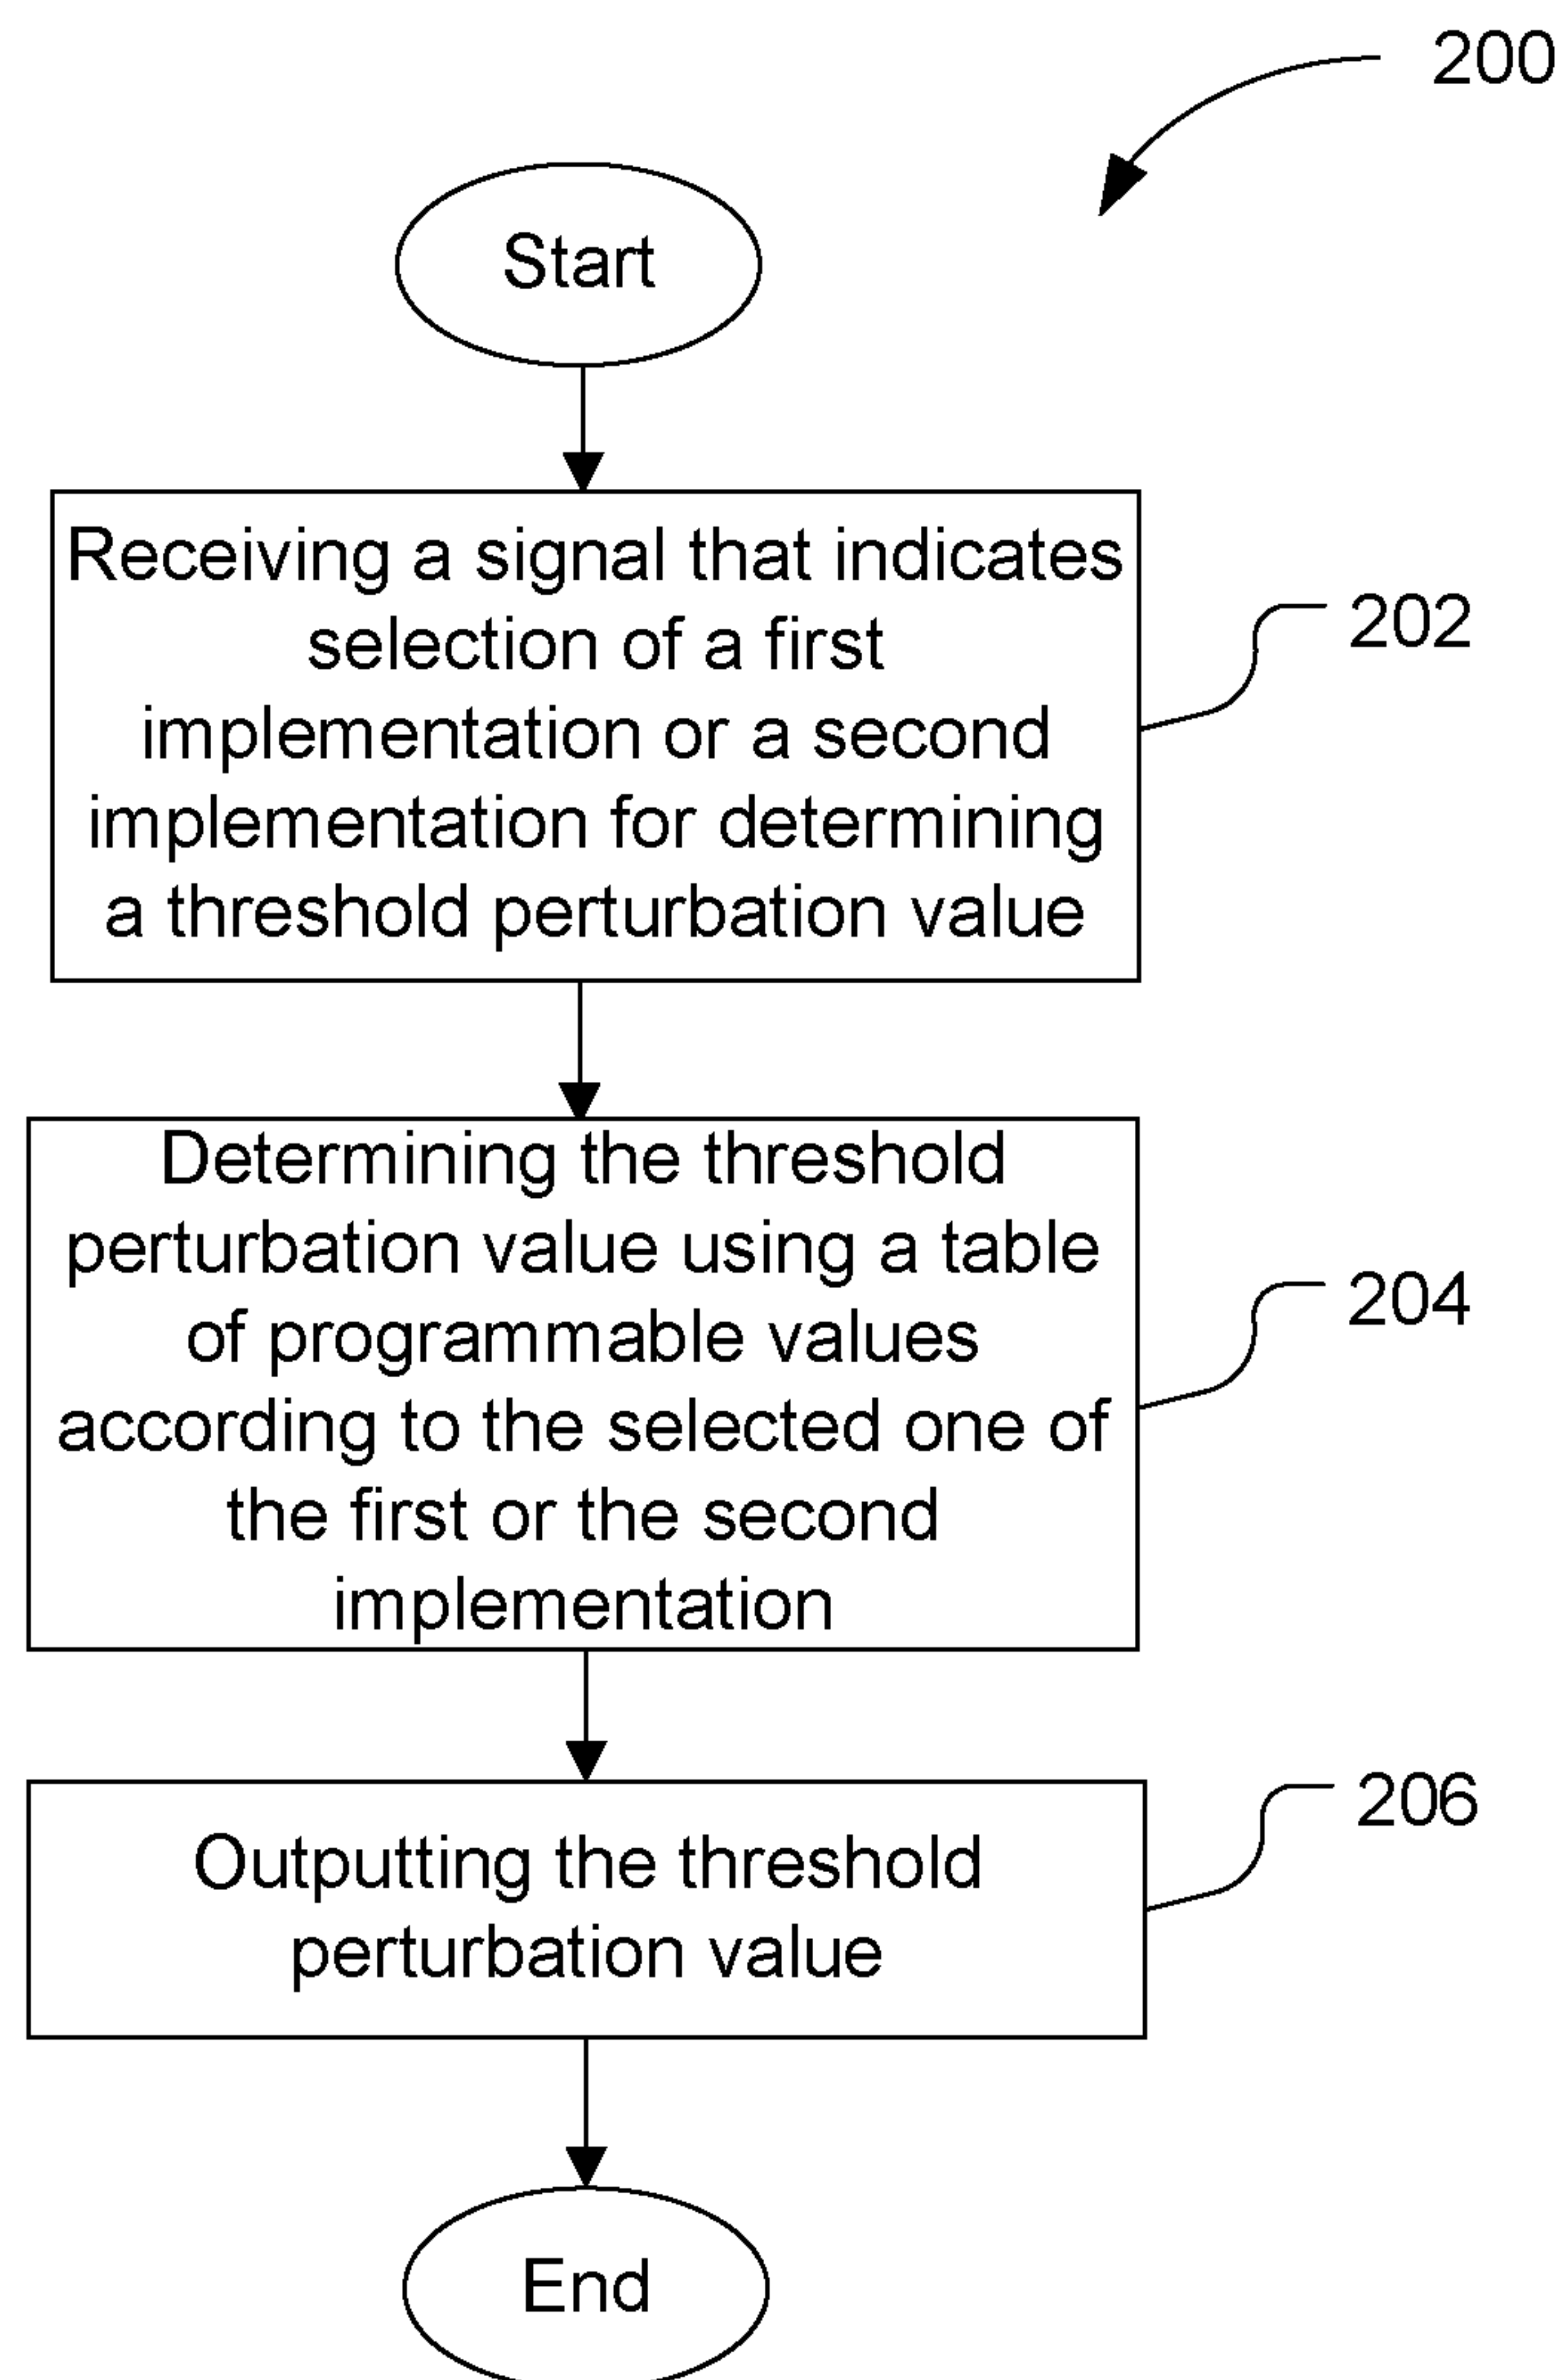 200
Start
Receiving a signal that indicates
selection of a first
implementation or a second
implementation for determining
a threshold perturbation value
202
Determining the threshold
perturbation value using a table
of programmable values
according to the selected one of
the first or the second
implementation
204
Outputting the threshold
perturbation value
206
End